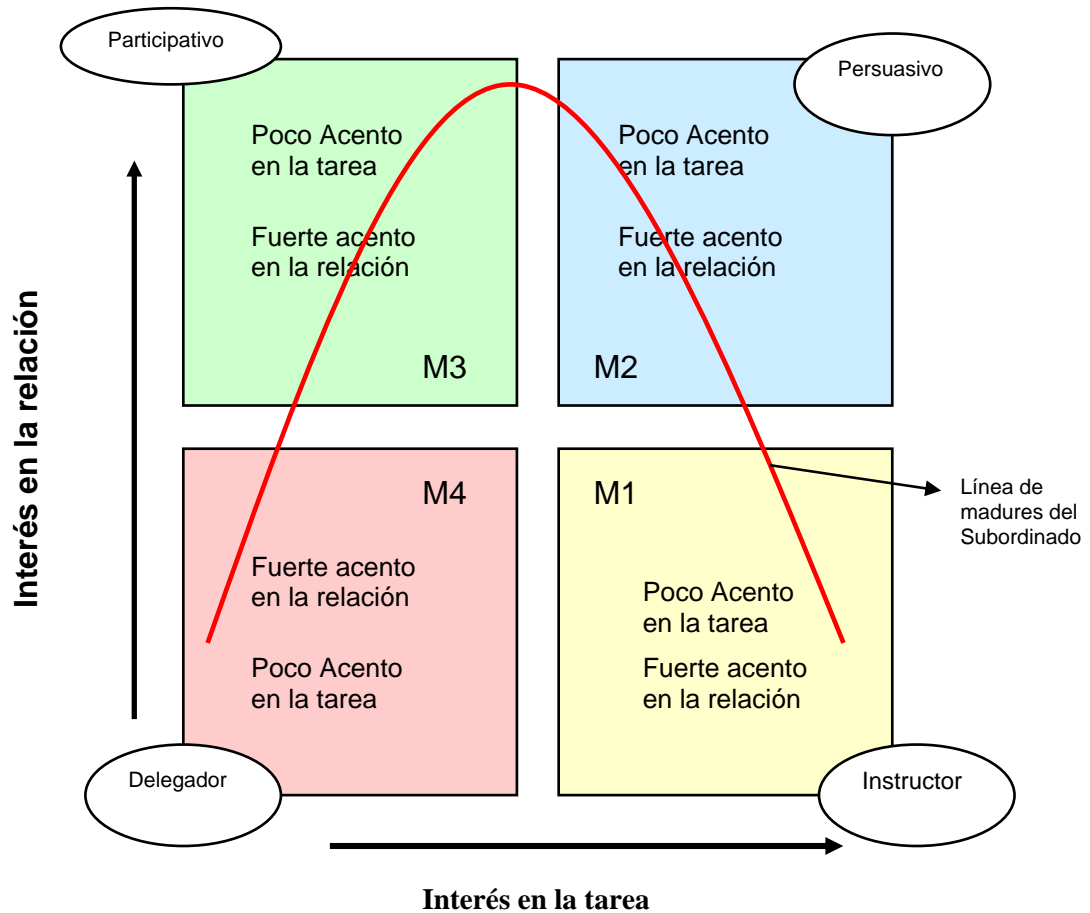 Participativo
Persuasivo
Poco Acento
en la tarea
Fuerte acento
en la relación
M3
Poco Acento
en la tarea
Fuerte acento
en la relación
M2
Interés en la relación
M4
Fuerte acento
en la relación
Poco Acento
en la tarea
M1
Poco Acento
en la tarea
Fuerte acento
en la relación
Línea de
madures del
Subordinado
Delegador
Instructor
Interés en la tarea